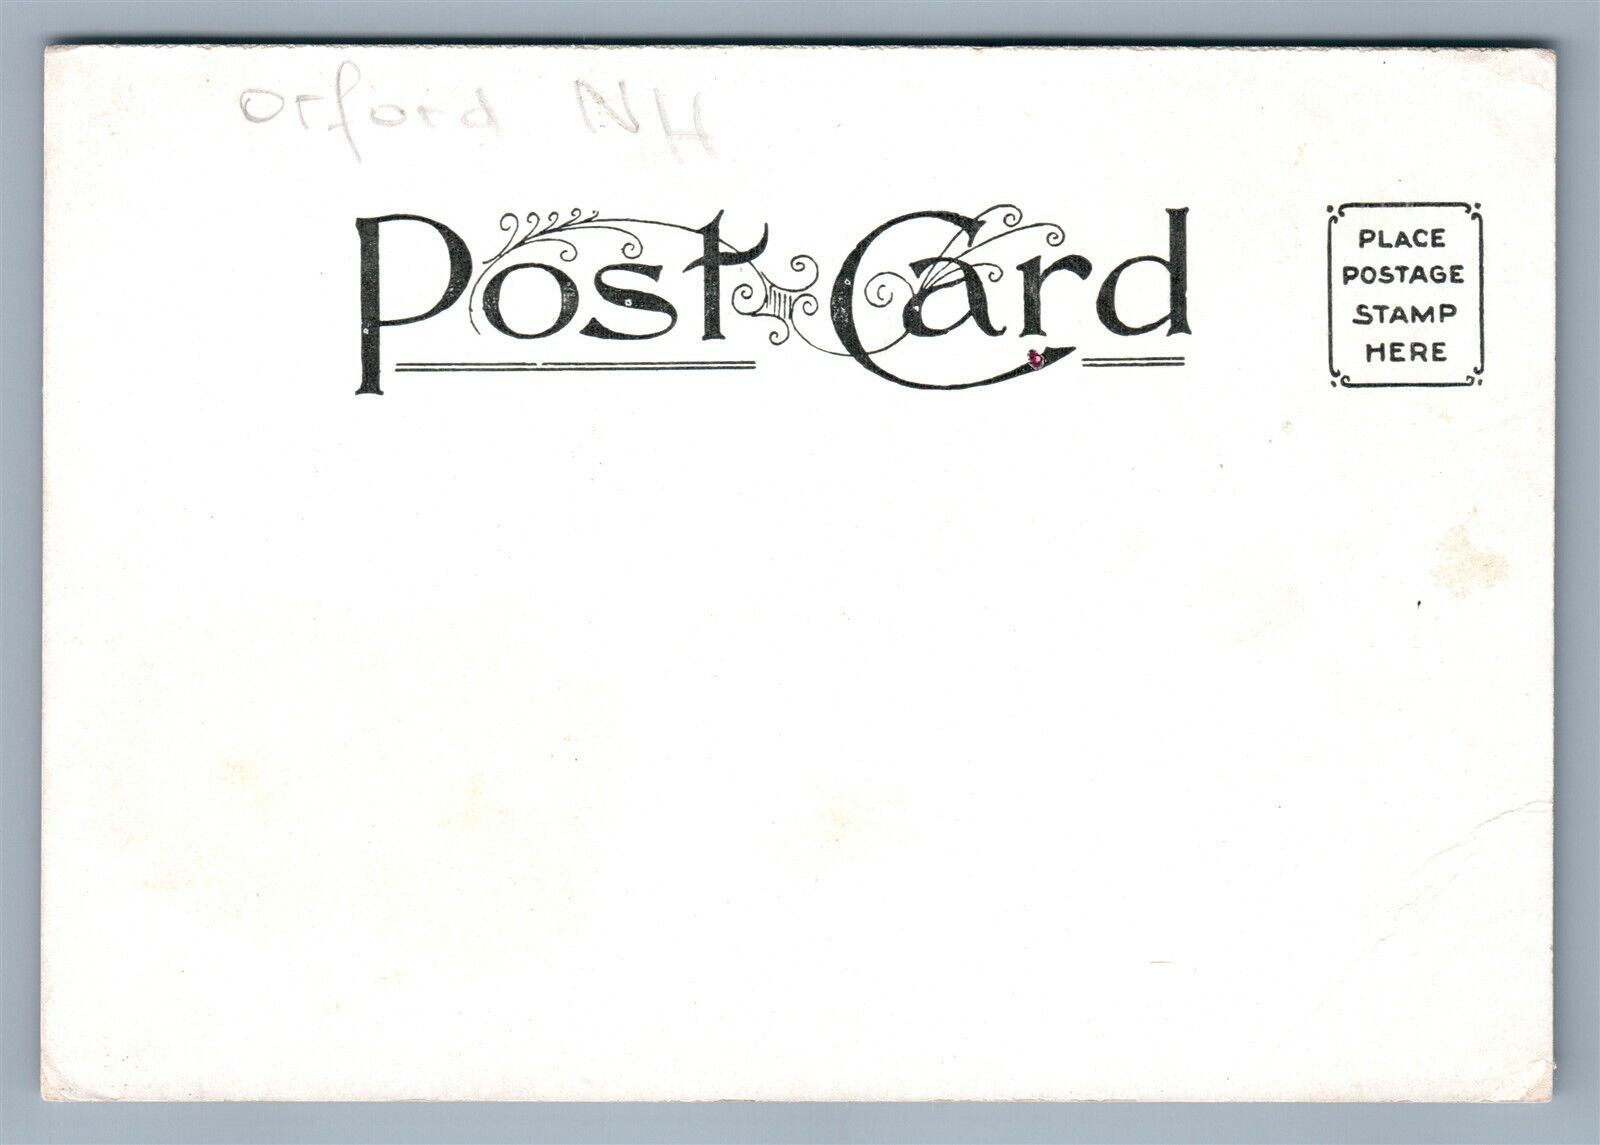 orford NH
Post Card
PLACE
POSTAGE
STAMP
HERE